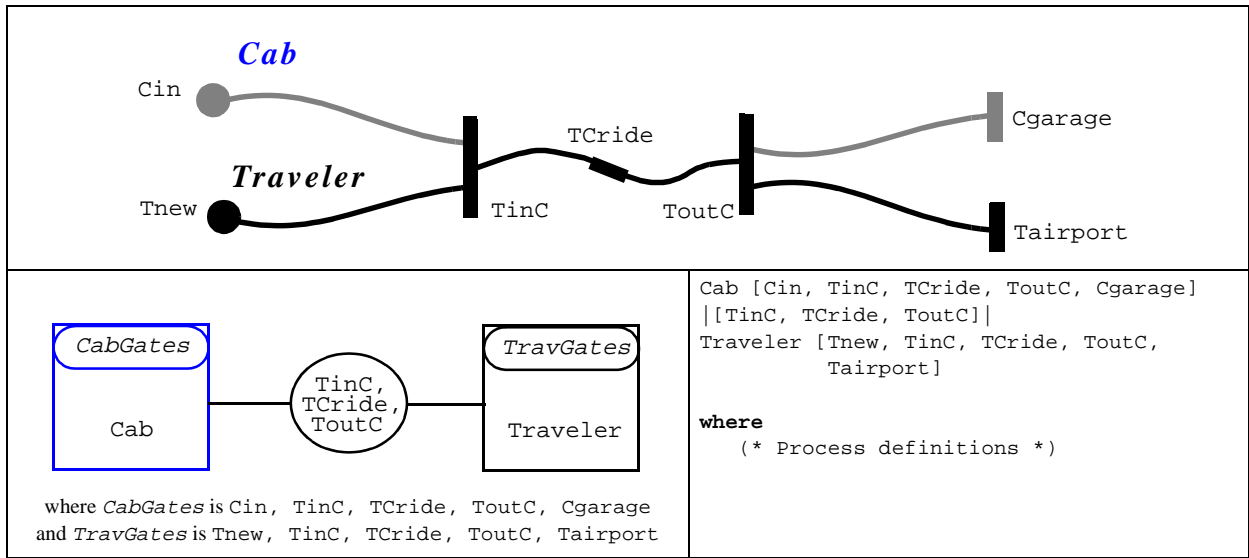 Cab
Cin
TCride
Cgarage
Traveler
Tnew
TinC
ToutC
Tairport
CabGates
Cab
TinC,
TCride,
ToutC
TravGates
Traveler
where CabGates is Cin, TinC, TCride, ToutC, Cgarage
and TravGates is Tnew, TinC, TCride, ToutC, Tairport
Cab [Cin, TinC, TCride, ToutC, Cgarage]
|[TinC, TCride, ToutC]|
Traveler [Tnew, TinC, TCride, ToutC,
Tairport]
where
(* Process definitions *)